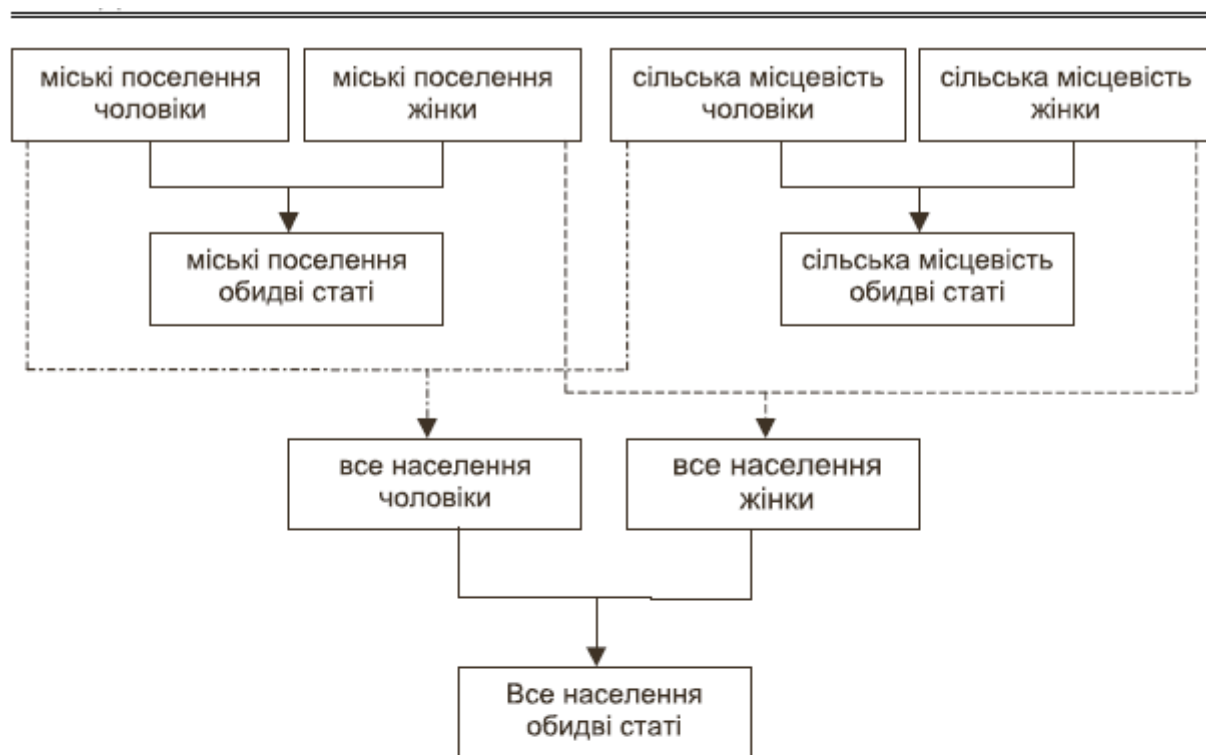 міські поселення
чоловіки
міські поселення
жінки
сільська місцевість
чоловіки
сільська місцевість
жінки
міські поселення
обидві статі
сільська місцевість
обидві статі
все населення
чоловіки
все населення
жінки
Все населення
обидві статі